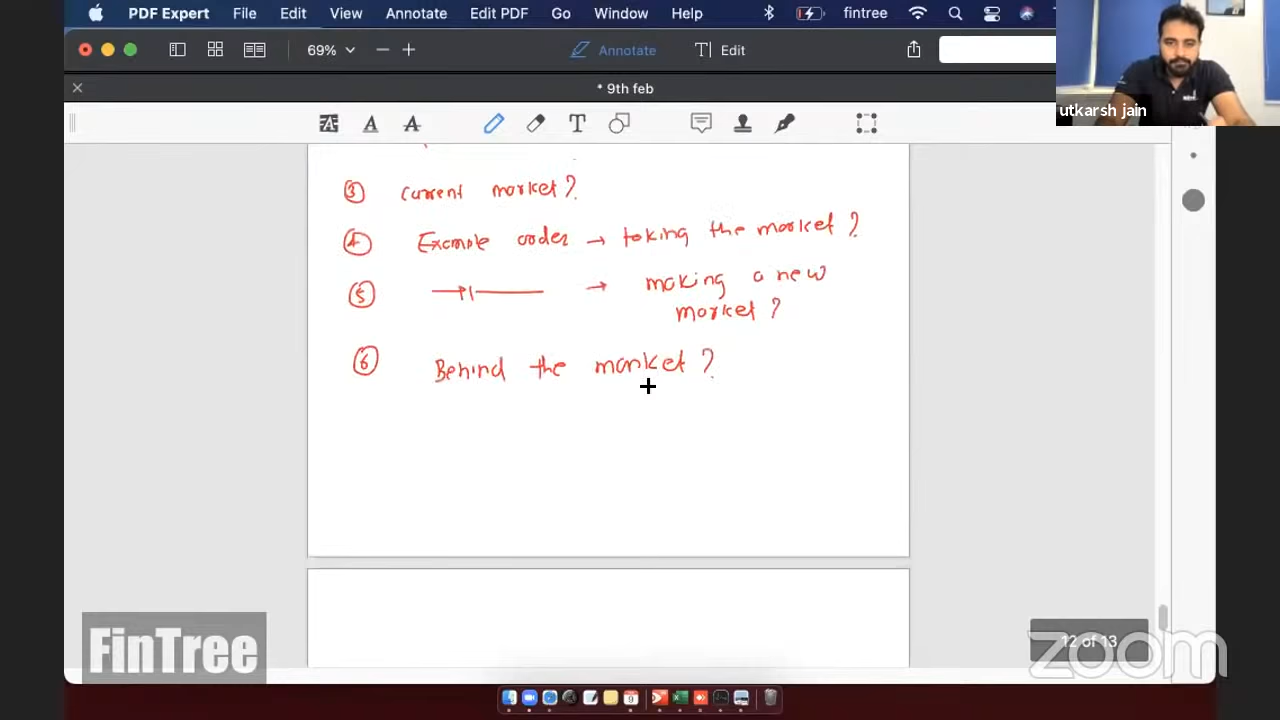 PDF Expert File Edit View Annotate Edit PDF Go Window Help fintree
69% Annotate Edit
utkarsh jain
* 9th feb
3 current market?
4 Example order → taking the market?
5 → making a new
market?
6 Behind the market?
12 of 13
FinTree
zoom